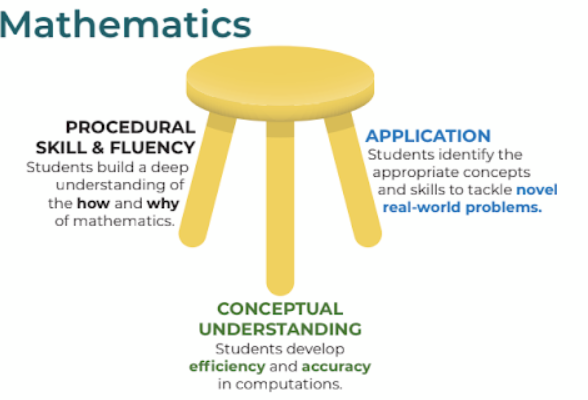 Mathematics
PROCEDURAL
SKILL & FLUENCY
Students build a deep
understanding of
the how and why
of mathematics.
APPLICATION
Students identify the
appropriate concepts
and skills to tackle novel
real-world problems.
CONCEPTUAL
UNDERSTANDING
Students develop
efficiency and accuracy
in computations.